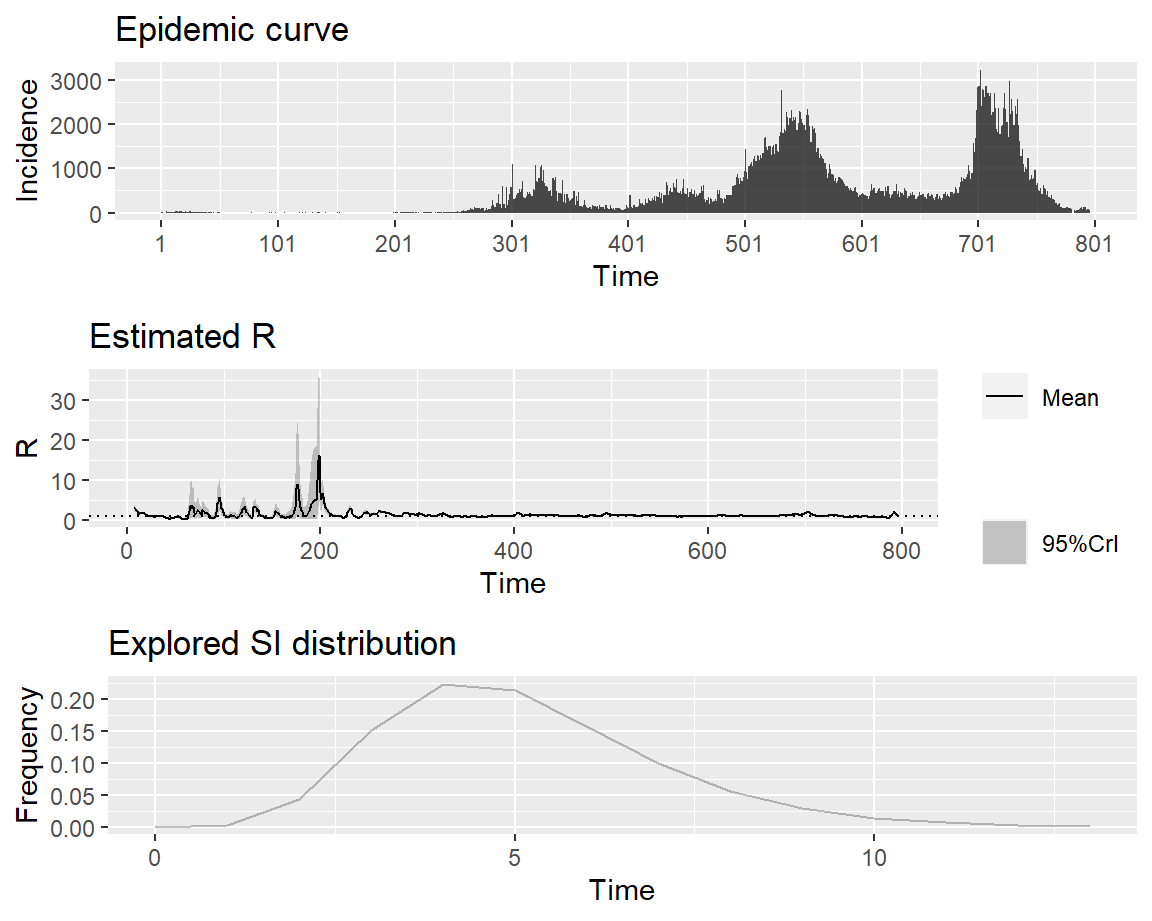 Epidemic curve
Incidence
3000
2000
1000
0
1 101 201 301 401 501 601 701 801
Time
Estimated R
R
30
20
10
0
0 200 400 600 800
Time
Mean
95%CrI
Explored SI distribution
Frequency
0.20
0.15
0.10
0.05
0.00
0 5 10
Time